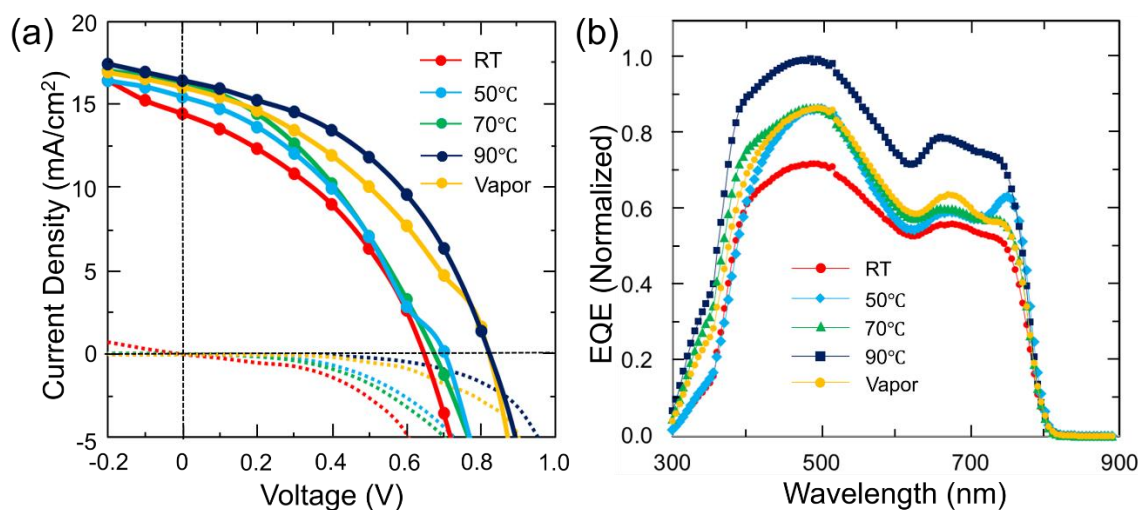 (a)
Current Density (mA/cm²)
20
15
10
5
0
-5
-0.2
0
0.2
0.4
0.6
0.8
1.0
Voltage (V)
RT
50℃
70℃
90℃
Vapor
(b)
EQE (Normalized)
1.0
0.8
0.6
0.4
0.2
0.0
300
500
700
900
Wavelength (nm)
RT
50℃
70℃
90℃
Vapor